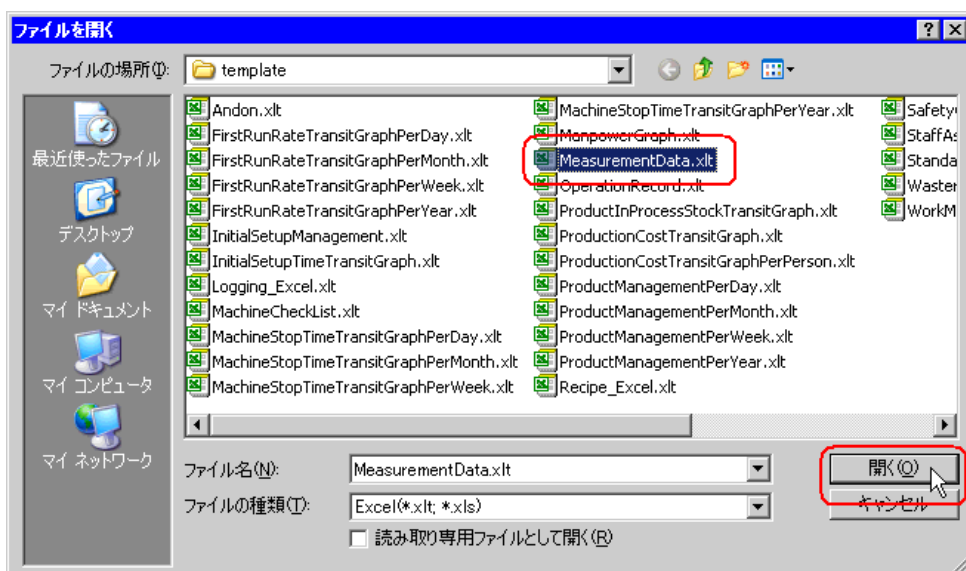 ファイルを開く
ファイルの場所(I):
template
最近使ったファイル
デスクトップ
マイ ドキュメント
マイ コンピュータ
マイ ネットワーク
Andon.xlt
FirstRunRateTransitGraphPerDay.xlt
FirstRunRateTransitGraphPerMonth.xlt
FirstRunRateTransitGraphPerWeek.xlt
FirstRunRateTransitGraphPerYear.xlt
InitialSetupManagement.xlt
InitialSetupTimeTransitGraph.xlt
Logging_Excel.xlt
MachineCheckList.xlt
MachineStopTimeTransitGraphPerDay.xlt
MachineStopTimeTransitGraphPerMonth.xlt
MachineStopTimeTransitGraphPerWeek.xlt
MachineStopTimeTransitGraphPerYear.xlt
ManpowerGraph.xlt
MeasurementData.xlt
OperationRecord.xlt
ProductInProcessStockTransitGraph.xlt
ProductionCostTransitGraph.xlt
ProductionCostTransitGraphPerPerson.xlt
ProductManagementPerDay.xlt
ProductManagementPerMonth.xlt
ProductManagementPerWeek.xlt
ProductManagementPerYear.xlt
Recipe_Excel.xlt
Safety
StaffAs
Standa
Waster
WorkM
ファイル名(N):
MeasurementData.xlt
開く(O)
ファイルの種類(T):
Excel(*.xlt; *.xls)
キャンセル
読み取り専用ファイルとして開く(R)